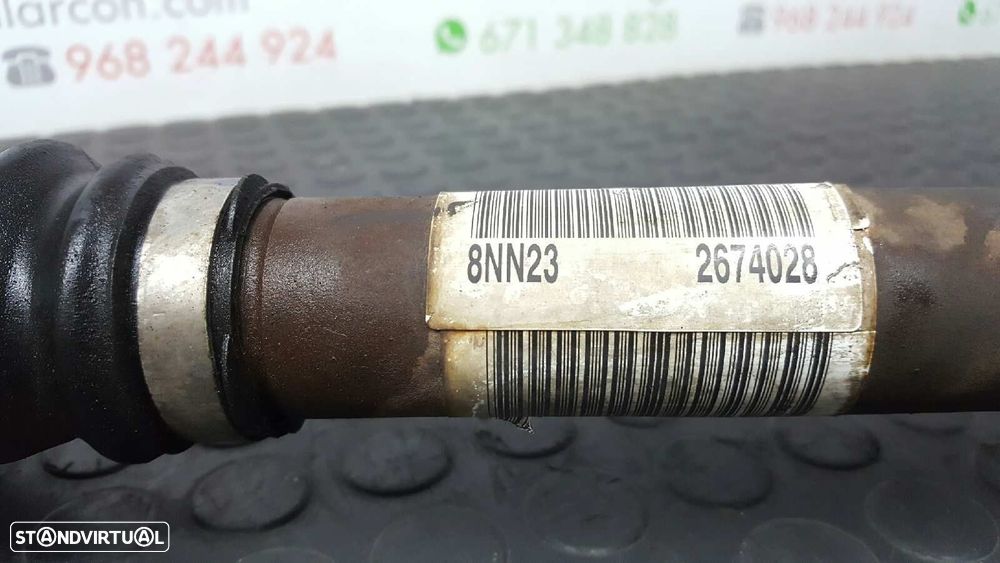 larcon.com
968 244 924
671 348 828
968 244 924
8NN23 2674028
STANDVIRTUAL